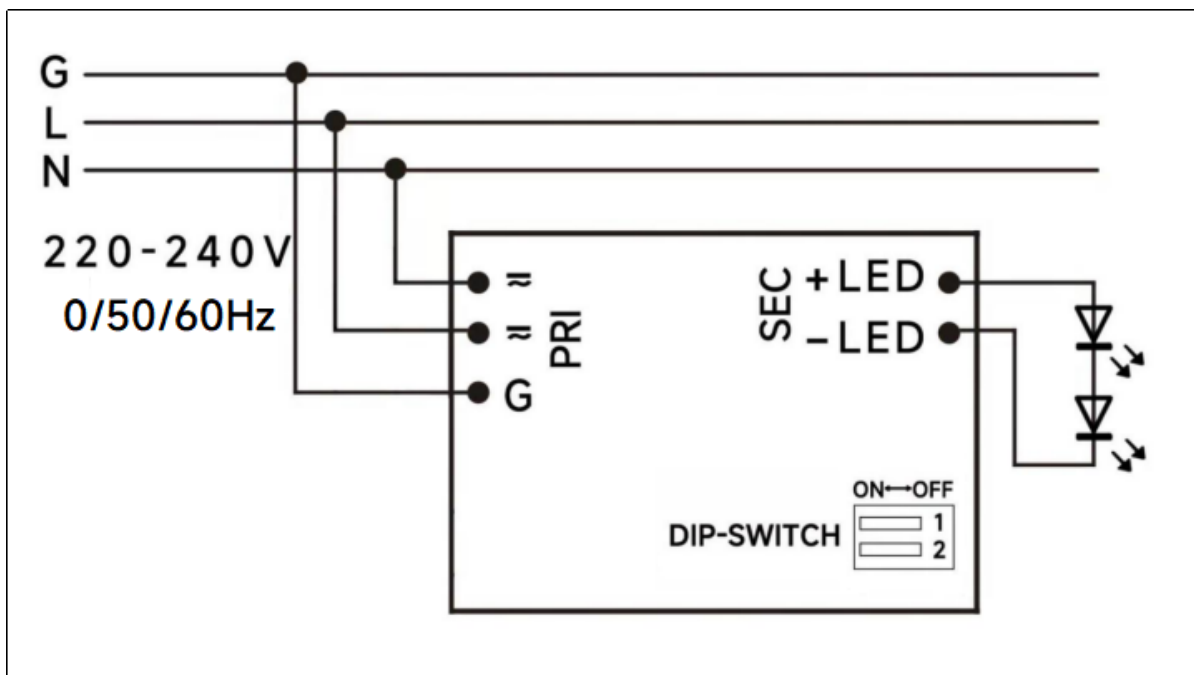 G
L
N
220-240V
0/50/60Hz
≂
≂
G
PRI
SEC
+LED
-LED
ON↔OFF
DIP-SWITCH
1
2